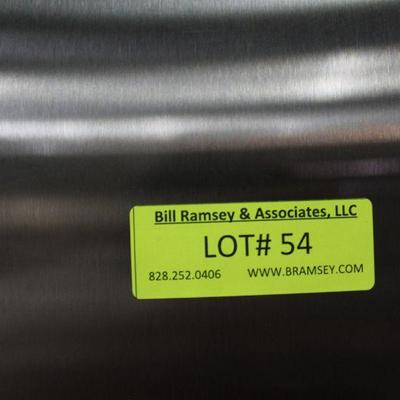 Bill Ramsey & Associates, LLC
LOT# 54
828.252.0406 WWW.BRAMSEY.COM